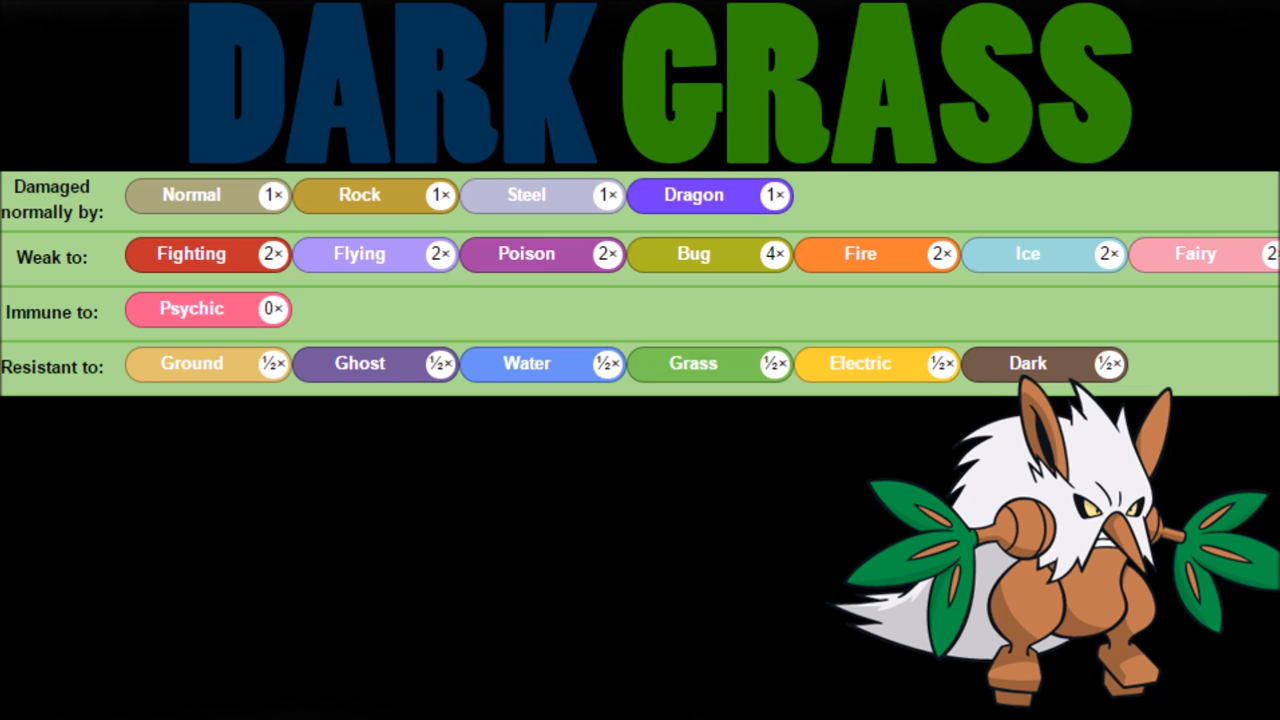 DARK GRASS
Damaged normally by: Normal 1× Rock 1× Steel 1× Dragon 1×
Weak to: Fighting 2× Flying 2× Poison 2× Bug 4× Fire 2× Ice 2× Fairy 2
Immune to: Psychic 0×
Resistant to: Ground ½× Ghost ½× Water ½× Grass ½× Electric ½× Dark ½×